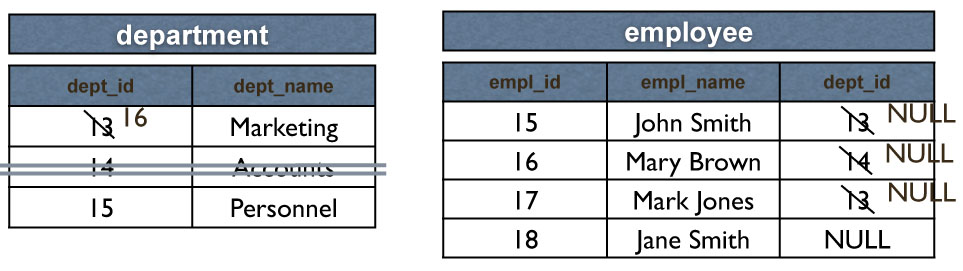 department
dept_id dept_name
13 16 Marketing
14 Accounts
15 Personnel
employee
empl_id empl_name dept_id
15 John Smith 13 NULL
16 Mary Brown 14 NULL
17 Mark Jones 13 NULL
18 Jane Smith NULL